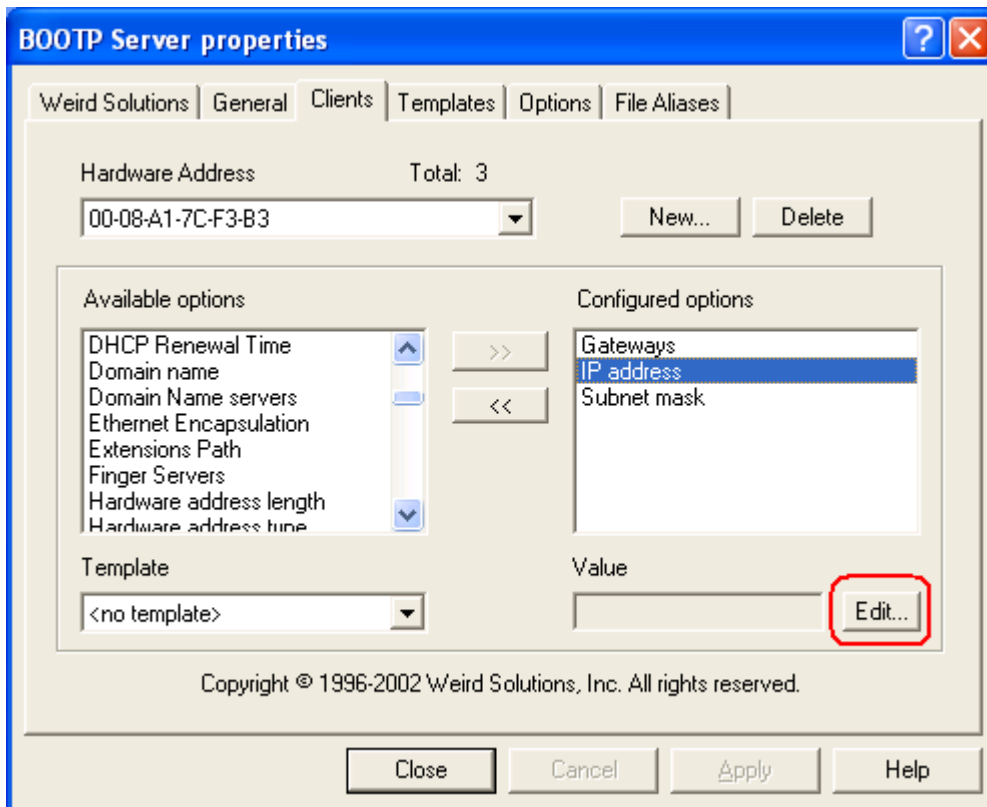 BOOTP Server properties
Weird Solutions General Clients Templates Options File Aliases
Hardware Address Total: 3
00-08-A1-7C-F3-B3 New... Delete
Available options Configured options
DHCP Renewal Time Gateways
Domain name IP address
Domain Name servers >> Subnet mask
Ethernet Encapsulation <<
Extensions Path
Finger Servers
Hardware address length
Hardware address type
Template Value
<no template> Edit...
Copyright © 1996-2002 Weird Solutions, Inc. All rights reserved.
Close Cancel Apply Help